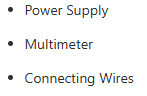 • Power Supply
• Multimeter
• Connecting Wires